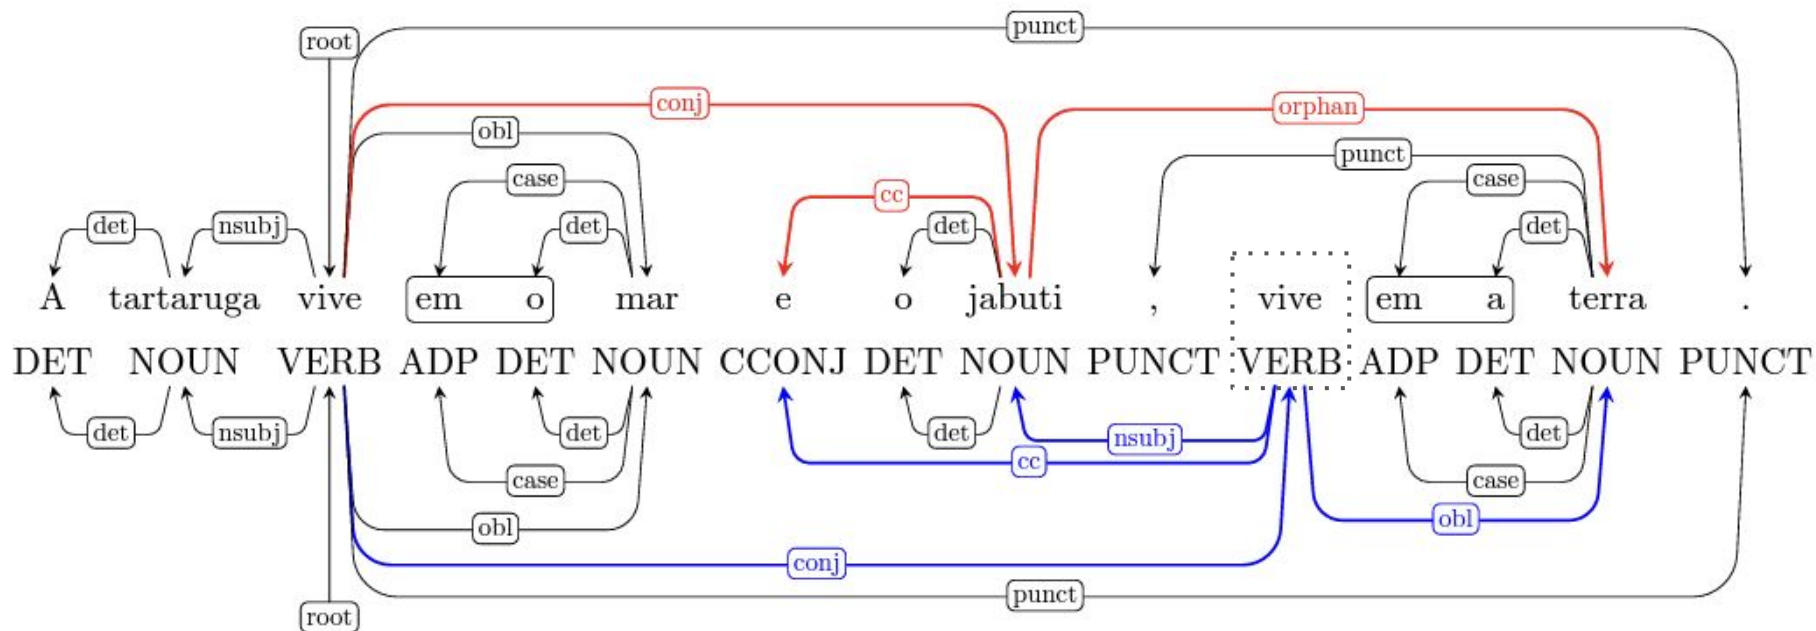 root punct
conj orphan
obl punct
case case
cc
det nsubj det det det
A tartaruga vive em o mar e o jabuti , vive em a terra .
DET NOUN VERB ADP DET NOUN CCONJ DET NOUN PUNCT VERB ADP DET NOUN PUNCT
det nsubj det det nsubj det
cc
case case
obl obl
conj
punct
root